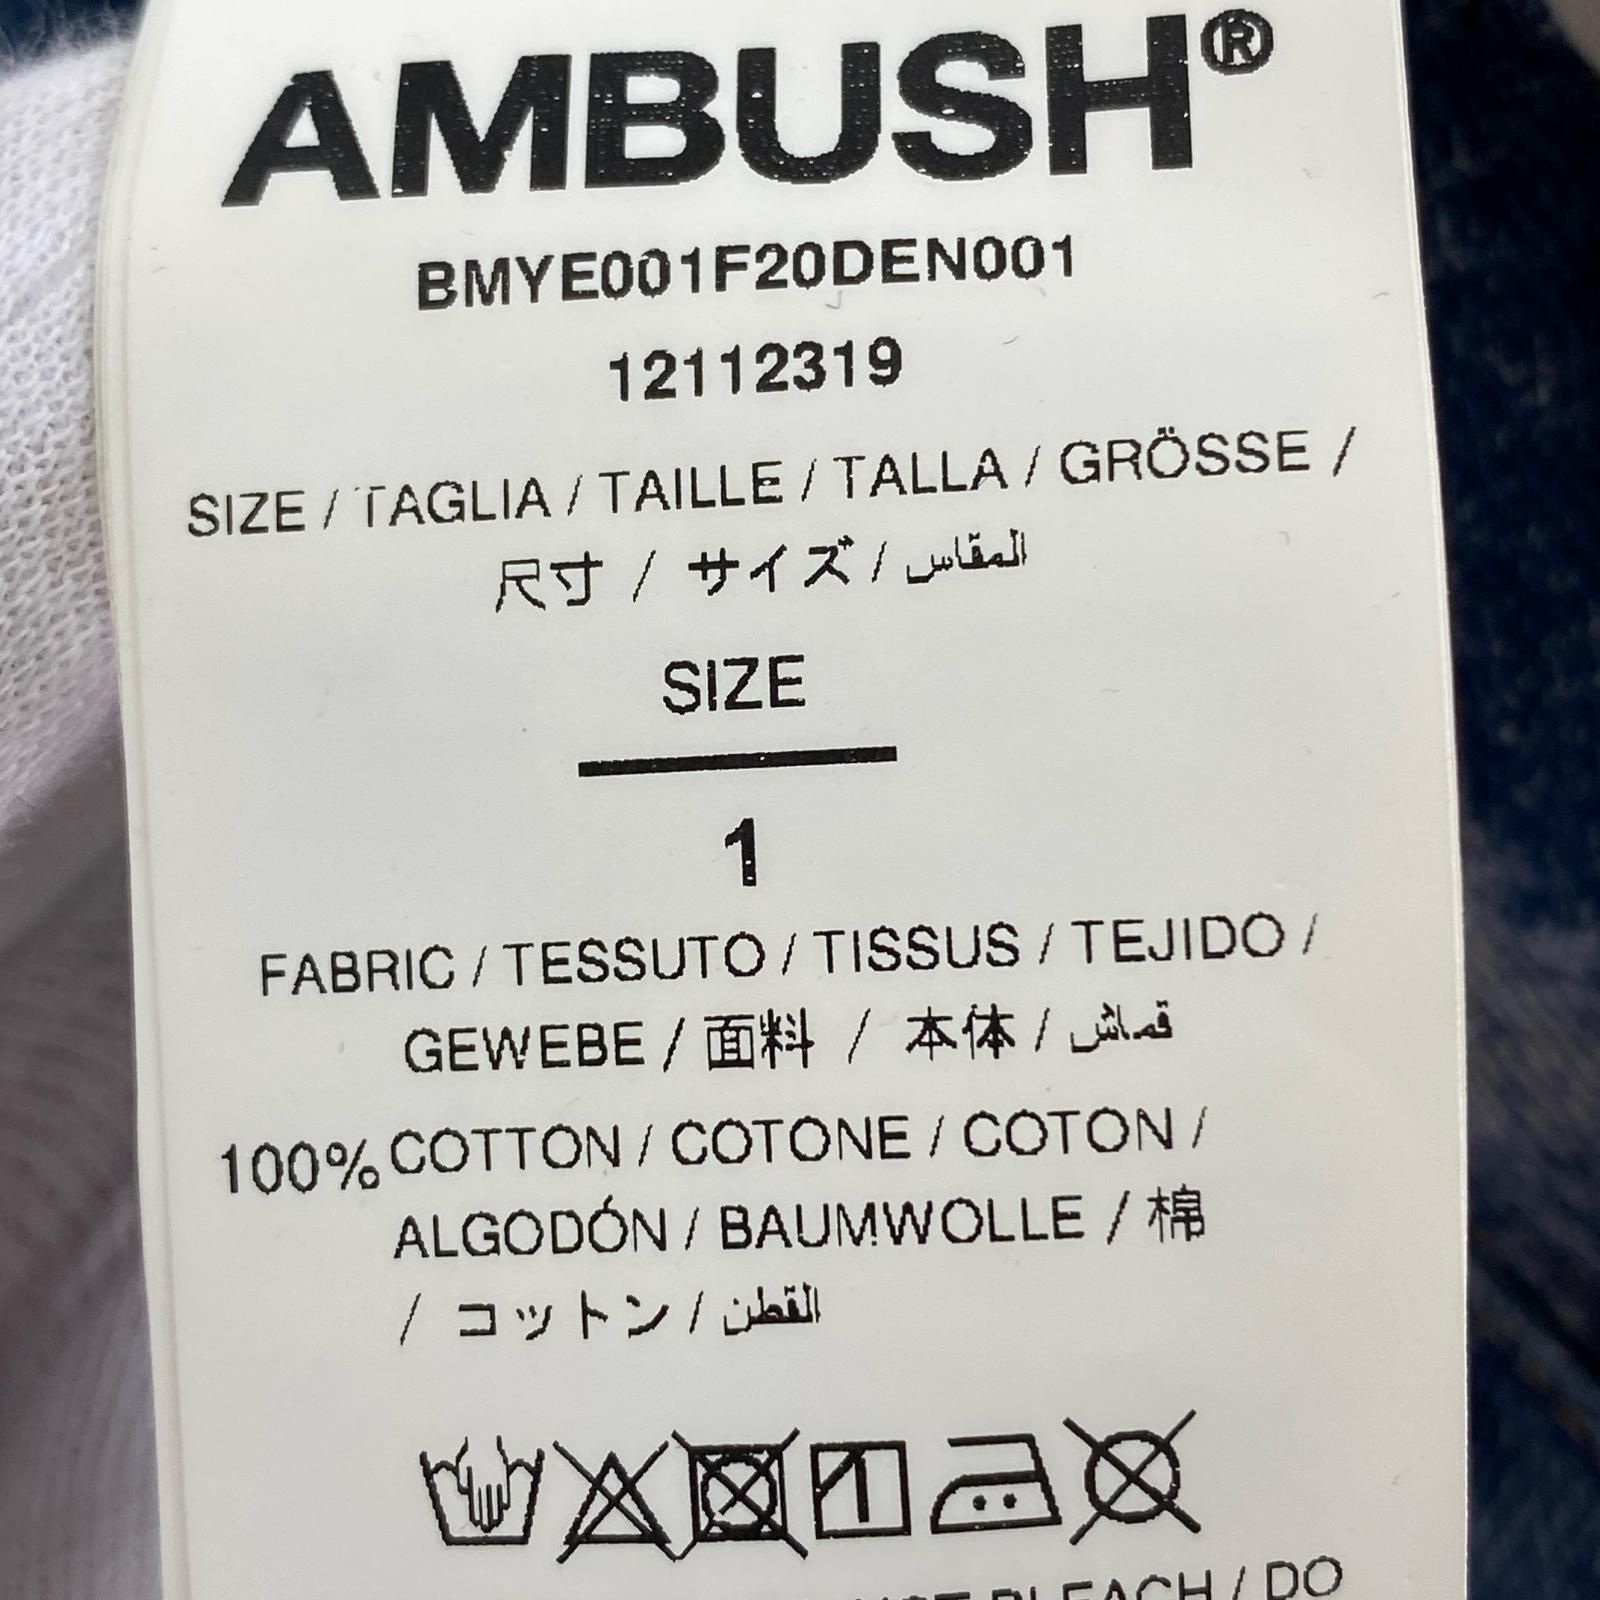 AMBUSH®
BMYE001F20DEN001
12112319
SIZE / TAGLIA / TAILLE / TALLA / GRÖSSE /
尺寸 / サイズ / المقاس
SIZE
1
FABRIC / TESSUTO / TISSUS / TEJIDO /
GEWEBE / 面料 / 本体 / قماش
100% COTTON / COTONE / COTON /
ALGODÓN / BAUMWOLLE / 棉
/ コットン / القطن
BLEACH / DO